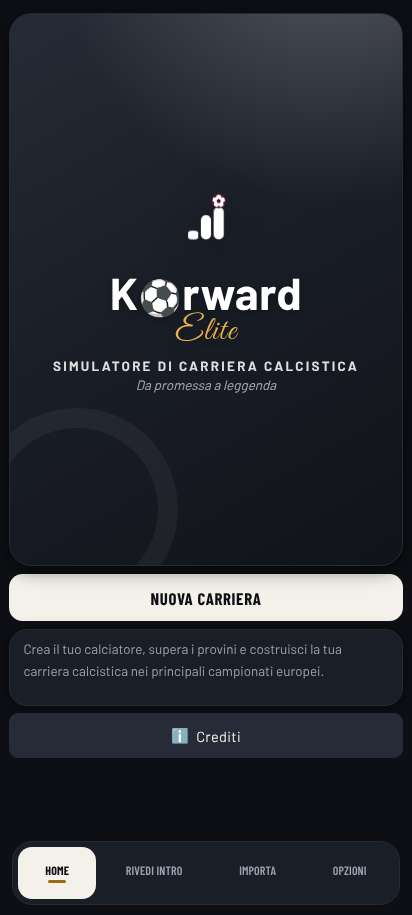 K⚽rward
Elite
SIMULATORE DI CARRIERA CALCISTICA
Da promessa a leggenda
NUOVA CARRIERA
Crea il tuo calciatore, supera i provini e costruisci la tua
carriera calcistica nei principali campionati europei.
ℹ️ Crediti
HOME RIVEDI INTRO IMPORTA OPZIONI